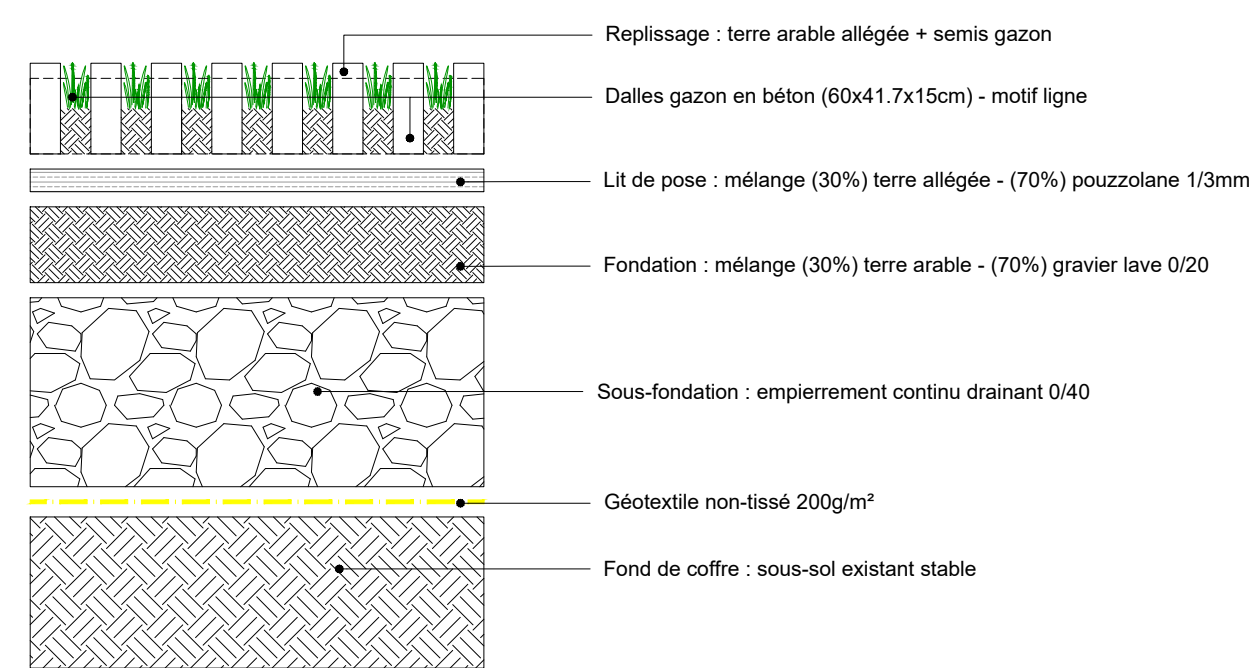 Replissage : terre arable allégée + semis gazon
Dalles gazon en béton (60x41.7x15cm) - motif ligne
Lit de pose : mélange (30%) terre allégée - (70%) pouzzolane 1/3mm
Fondation : mélange (30%) terre arable - (70%) gravier lave 0/20
Sous-fondation : empierrement continu drainant 0/40
Géotextile non-tissé 200g/m²
Fond de coffre : sous-sol existant stable